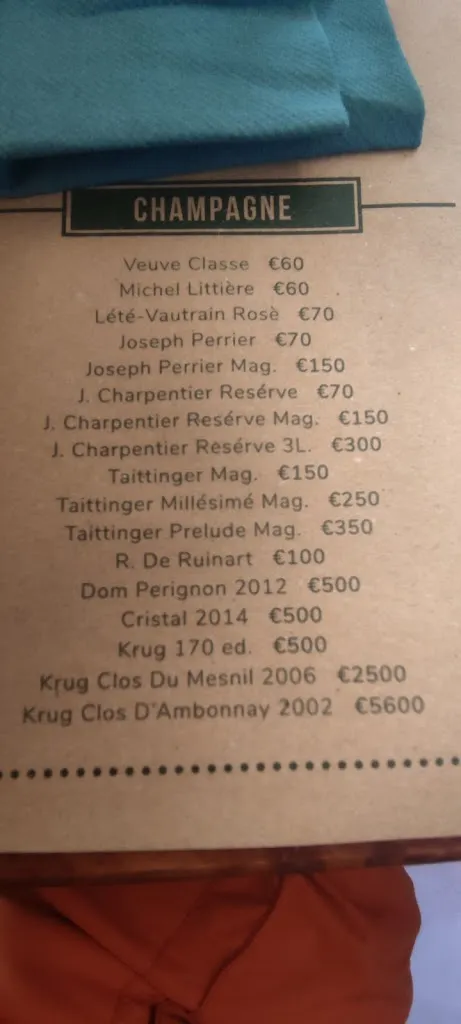 CHAMPAGNE
Veuve Classe €60
Michel Littière €60
Lété-Vautrain Rosè €70
Joseph Perrier €70
Joseph Perrier Mag. €150
J. Charpentier Resérve €70
J. Charpentier Resérve Mag. €150
J. Charpentier Resérve 3L. €300
Taittinger Mag. €150
Taittinger Millésimé Mag. €250
Taittinger Prelude Mag. €350
R. De Ruinart €100
Dom Perignon 2012 €500
Cristal 2014 €500
Krug 170 ed. €500
Krug Clos Du Mesnil 2006 €2500
Krug Clos D'Ambonnay 2002 €5600